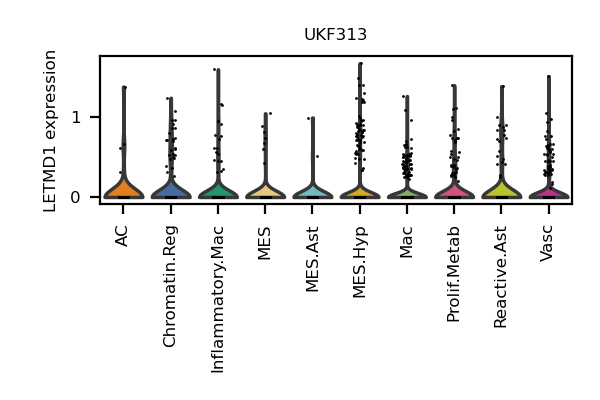 UKF313
LETMD1 expression
1
0
AC
Chromatin.Reg
Inflammatory.Mac
MES
MES.Ast
MES.Hyp
Mac
Prolif.Metab
Reactive.Ast
Vasc